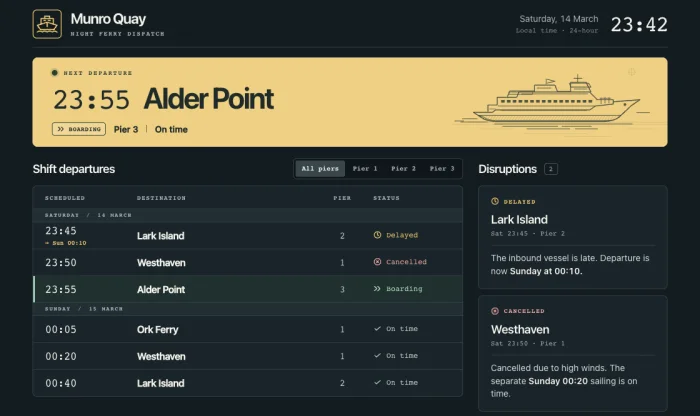 Munro Quay
NIGHT FERRY DISPATCH
Saturday, 14 March
Local time · 24-hour
23:42
NEXT DEPARTURE
23:55 Alder Point
BOARDING Pier 3 On time
Shift departures
All piers Pier 1 Pier 2 Pier 3
SCHEDULED DESTINATION PIER STATUS
SATURDAY / 14 MARCH
23:45 Lark Island 2 Delayed
→ Sun 00:10
23:50 Westhaven 1 Cancelled
23:55 Alder Point 3 Boarding
SUNDAY / 15 MARCH
00:05 Ork Ferry 1 On time
00:20 Westhaven 1 On time
00:40 Lark Island 2 On time
Disruptions 2
DELAYED
Lark Island
Sat 23:45 · Pier 2
The inbound vessel is late. Departure is
now Sunday at 00:10.
CANCELLED
Westhaven
Sat 23:50 · Pier 1
Cancelled due to high winds. The
separate Sunday 00:20 sailing is on
time.